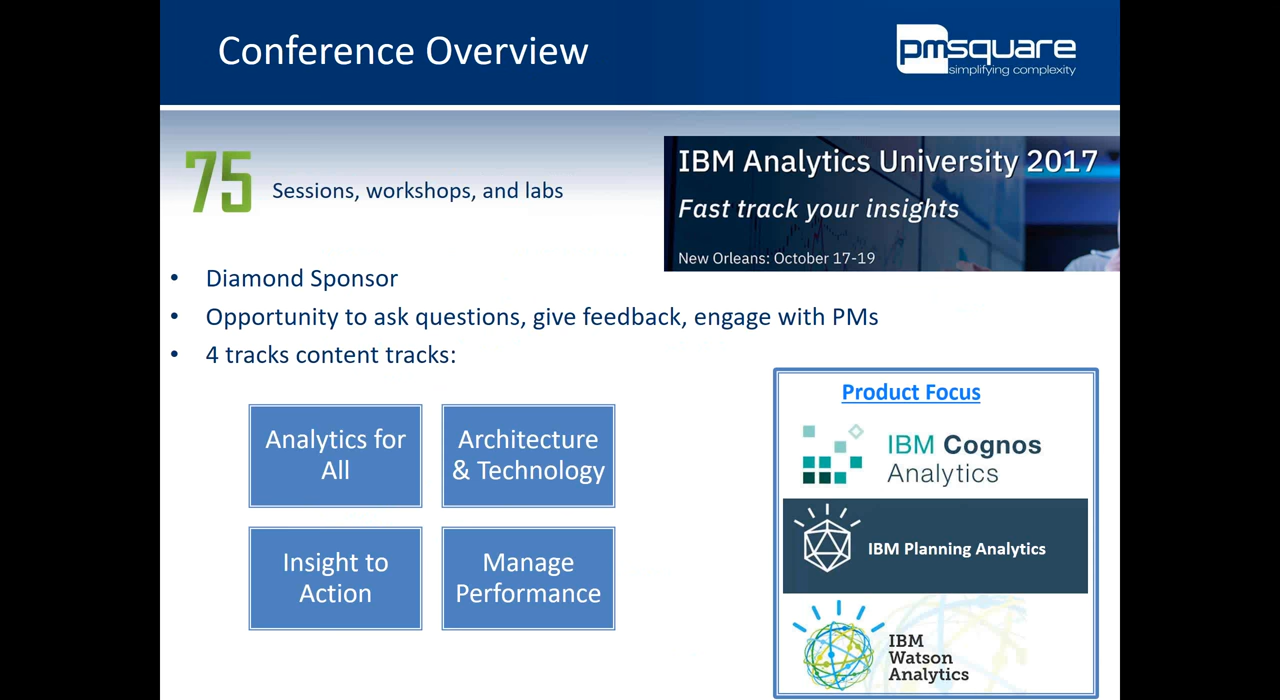 Conference Overview
pmsquare
simplifying complexity
75
Sessions, workshops, and labs
IBM Analytics University 2017
Fast track your insights
New Orleans: October 17-19
• Diamond Sponsor
• Opportunity to ask questions, give feedback, engage with PMs
• 4 tracks content tracks:
Analytics for
All
Architecture
& Technology
Insight to
Action
Manage
Performance
Product Focus
IBM Cognos
Analytics
IBM Planning Analytics
IBM
Watson
Analytics